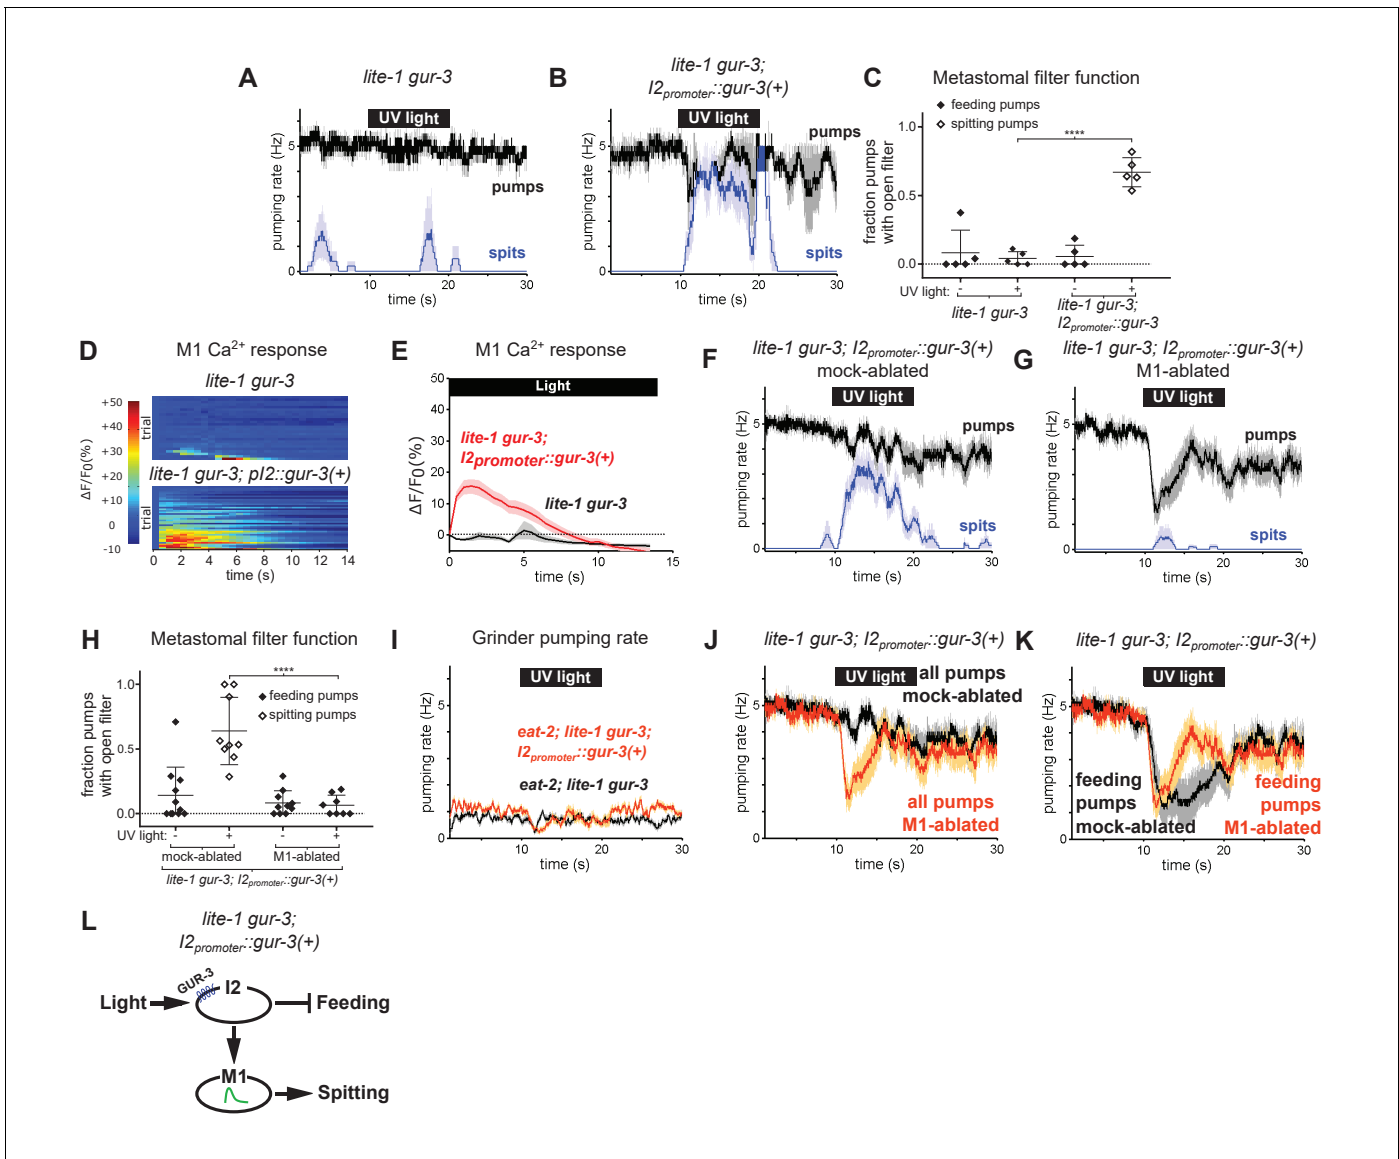 A
lite-1 gur-3
UV light
pumping rate (Hz)
5
0
pumps
spits
10
20
30
time (s)
B
lite-1 gur-3;
I2promoter::gur-3(+)
UV light
pumping rate (Hz)
5
0
pumps
spits
10
20
30
time (s)
C
Metastomal filter function
feeding pumps
spitting pumps
****
fraction pumps
with open filter
1.0
0.5
0.0
UV light: - + - +
lite-1 gur-3
lite-1 gur-3;
I2promoter::gur-3
D
M1 Ca2+ response
lite-1 gur-3
+50
+40
+30
+20
+10
0
-10
ΔF/F0(%)
trial
lite-1 gur-3; pI2::gur-3(+)
trial
0 2 4 6 8 10 12 14
time (s)
E
M1 Ca2+ response
Light
ΔF/F0(%)
50
40
30
20
10
0
lite-1 gur-3;
I2promoter::gur-3(+)
lite-1 gur-3
5
10
15
time (s)
F
lite-1 gur-3; I2promoter::gur-3(+)
mock-ablated
UV light
pumping rate (Hz)
5
0
pumps
spits
10
20
30
time (s)
G
lite-1 gur-3; I2promoter::gur-3(+)
M1-ablated
UV light
pumping rate (Hz)
5
0
pumps
spits
10
20
30
time (s)
H
Metastomal filter function
****
feeding pumps
spitting pumps
fraction pumps
with open filter
1.0
0.5
0.0
UV light: - + - +
mock-ablated
M1-ablated
lite-1 gur-3; I2promoter::gur-3(+)
I
Grinder pumping rate
UV light
pumping rate (Hz)
5
0
eat-2; lite-1 gur-3;
I2promoter::gur-3(+)
eat-2; lite-1 gur-3
10
20
30
time (s)
J
lite-1 gur-3; I2promoter::gur-3(+)
UV light
all pumps
mock-ablated
pumping rate (Hz)
5
0
all pumps
M1-ablated
10
20
30
time (s)
K
lite-1 gur-3; I2promoter::gur-3(+)
UV light
pumping rate (Hz)
5
0
feeding
pumps
mock-ablated
feeding
pumps
M1-ablated
10
20
30
time (s)
L
lite-1 gur-3;
I2promoter::gur-3(+)
GUR-3
Light
I2
Feeding
M1
Spitting